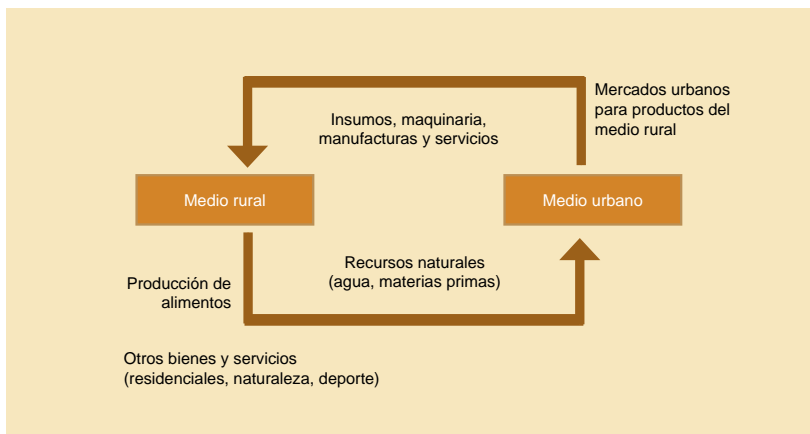 Mercados urbanos
para productos del
medio rural
Insumos, maquinaria,
manufacturas y servicios
Medio rural
Medio urbano
Recursos naturales
(agua, materias primas)
Producción de
alimentos
Otros bienes y servicios
(residenciales, naturaleza, deporte)